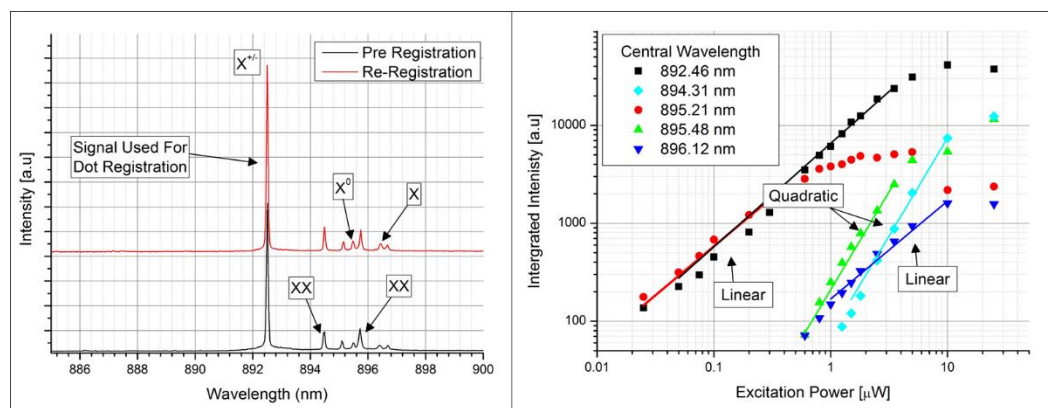 X+/-
Pre Registration
Re-Registration
Signal Used For
Dot Registration
X0
X
XX
XX
Intensity [a.u]
886 888 890 892 894 896 898 900
Wavelength (nm)
Central Wavelength
892.46 nm
894.31 nm
895.21 nm
895.48 nm
896.12 nm
Quadratic
Linear
Linear
Intergrated Intenisty [a.u]
10000
1000
100
0.01 0.1 1 10
Excitation Power [μW]